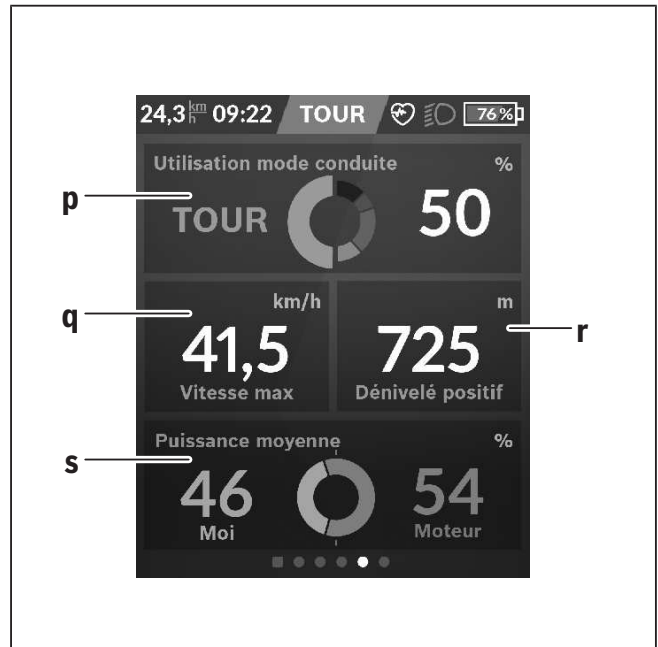 24,3 km/h 09:22 TOUR 76%
Utilisation mode conduite %
p
TOUR 50
q
km/h
41,5
Vitesse max
m
r
725
Dénivelé positif
Puissance moyenne %
s
46 54
Moi Moteur